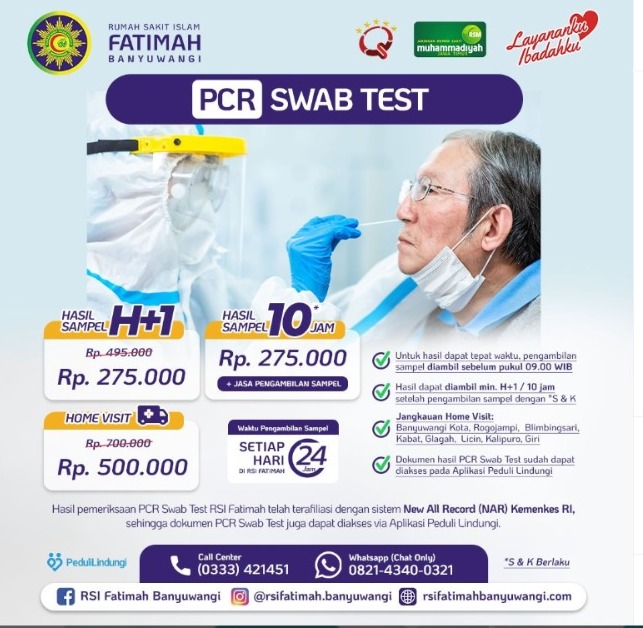 RUMAH SAKIT ISLAM
FATIMAH
BANYUWANGI
RSM
muhammadiyah
JAWA TIMUR
Layananku
Ibadahku
PCR SWAB TEST
HASIL
SAMPEL H+1
Rp. 495.000
Rp. 275.000
HASIL
SAMPEL 10* JAM
Rp. 275.000
+ JASA PENGAMBILAN SAMPEL
HOME VISIT
Rp. 700.000
Rp. 500.000
Waktu Pengambilan Sampel
SETIAP
HARI
DI RSI FATIMAH
24
Jam
Untuk hasil dapat tepat waktu, pengambilan
sampel diambil sebelum pukul 09.00 WIB
Hasil dapat diambil min. H+1 / 10 jam
setelah pengambilan sampel dengan *S & K
Jangkauan Home Visit:
Banyuwangi Kota, Rogojampi, Blimbingsari,
Kabat, Glagah, Licin, Kalipuro, Giri
Dokumen hasil PCR Swab Test sudah dapat
diakses pada Aplikasi Peduli Lindungi
Hasil pemeriksaan PCR Swab Test RSI Fatimah telah terafiliasi dengan sistem New All Record (NAR) Kemenkes RI,
sehingga dokumen PCR Swab Test juga dapat diakses via Aplikasi Peduli Lindungi.
PeduliLindungi
Call Center
(0333) 421451
Whatsapp (Chat Only)
0821-4340-0321
*S & K Berlaku
RSI Fatimah Banyuwangi
@rsifatimah.banyuwangi
rsifatimahbanyuwangi.com